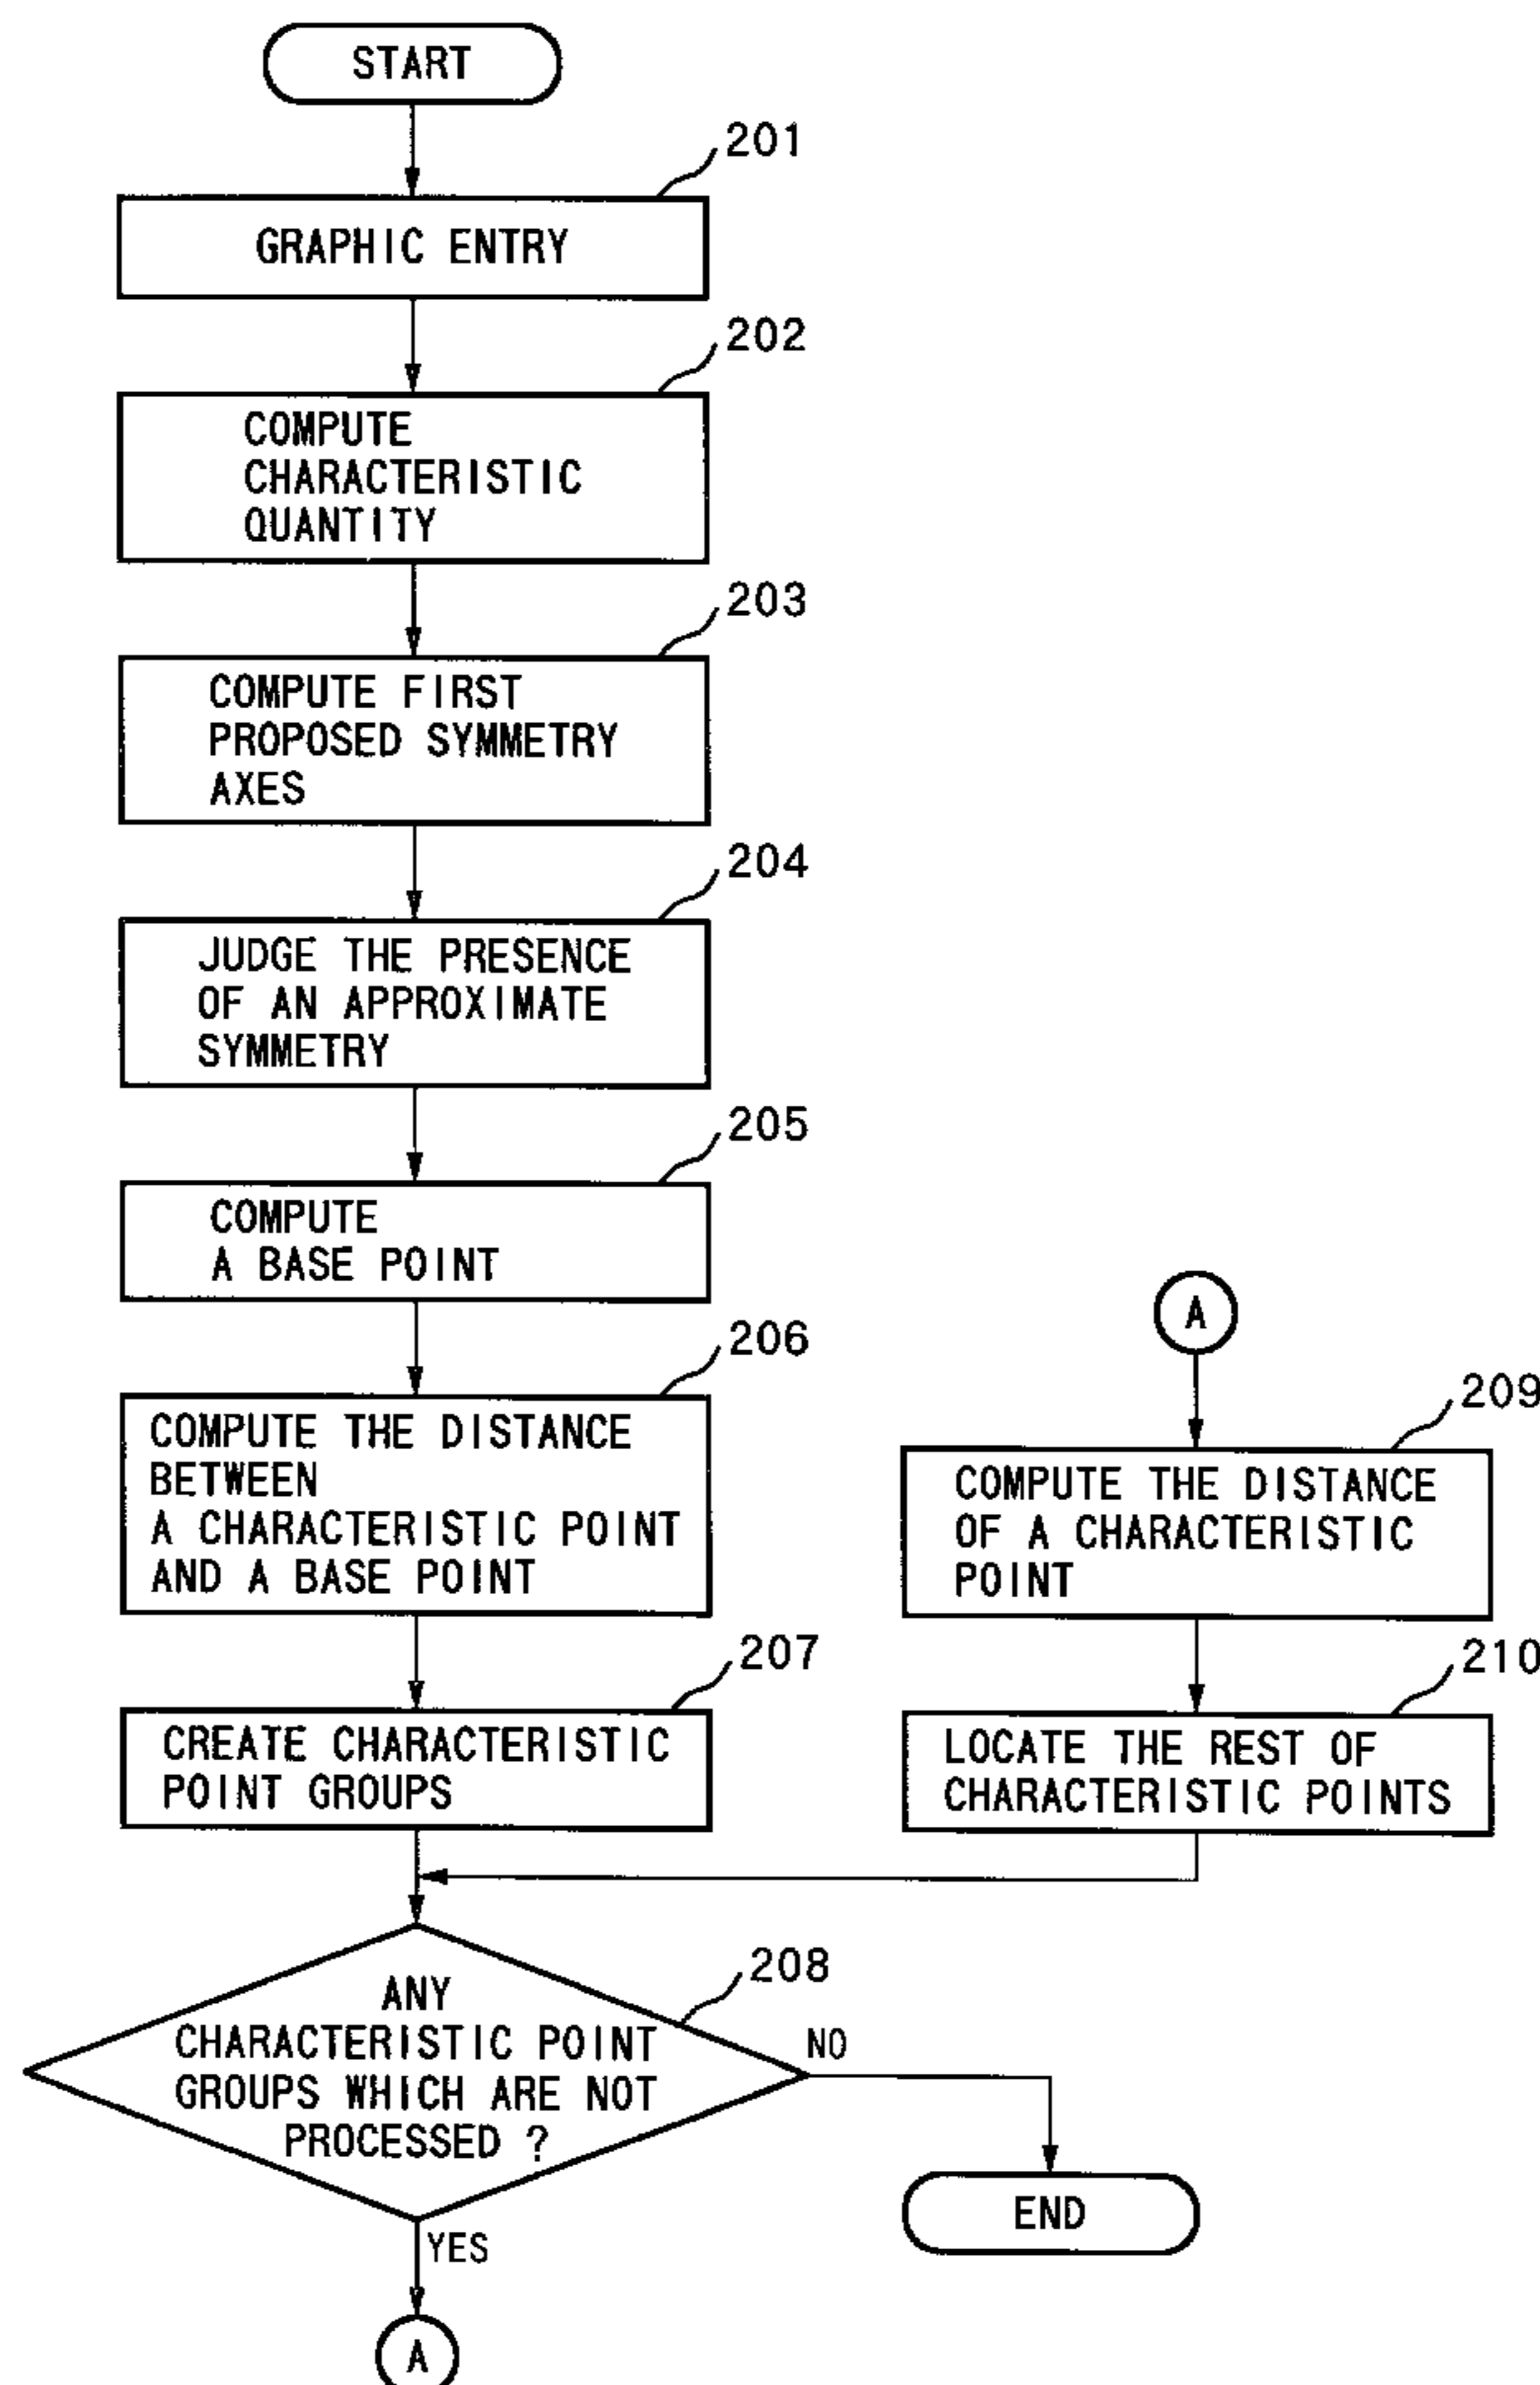 START
201
GRAPHIC ENTRY
202
COMPUTE
CHARACTERISTIC
QUANTITY
203
COMPUTE FIRST
PROPOSED SYMMETRY
AXES
204
JUDGE THE PRESENCE
OF AN APPROXIMATE
SYMMETRY
205
COMPUTE
A BASE POINT
206
COMPUTE THE DISTANCE
BETWEEN
A CHARACTERISTIC POINT
AND A BASE POINT
207
CREATE CHARACTERISTIC
POINT GROUPS
208
ANY
CHARACTERISTIC POINT
GROUPS WHICH ARE NOT
PROCESSED ?
NO
END
YES
A
A
209
COMPUTE THE DISTANCE
OF A CHARACTERISTIC
POINT
210
LOCATE THE REST OF
CHARACTERISTIC POINTS